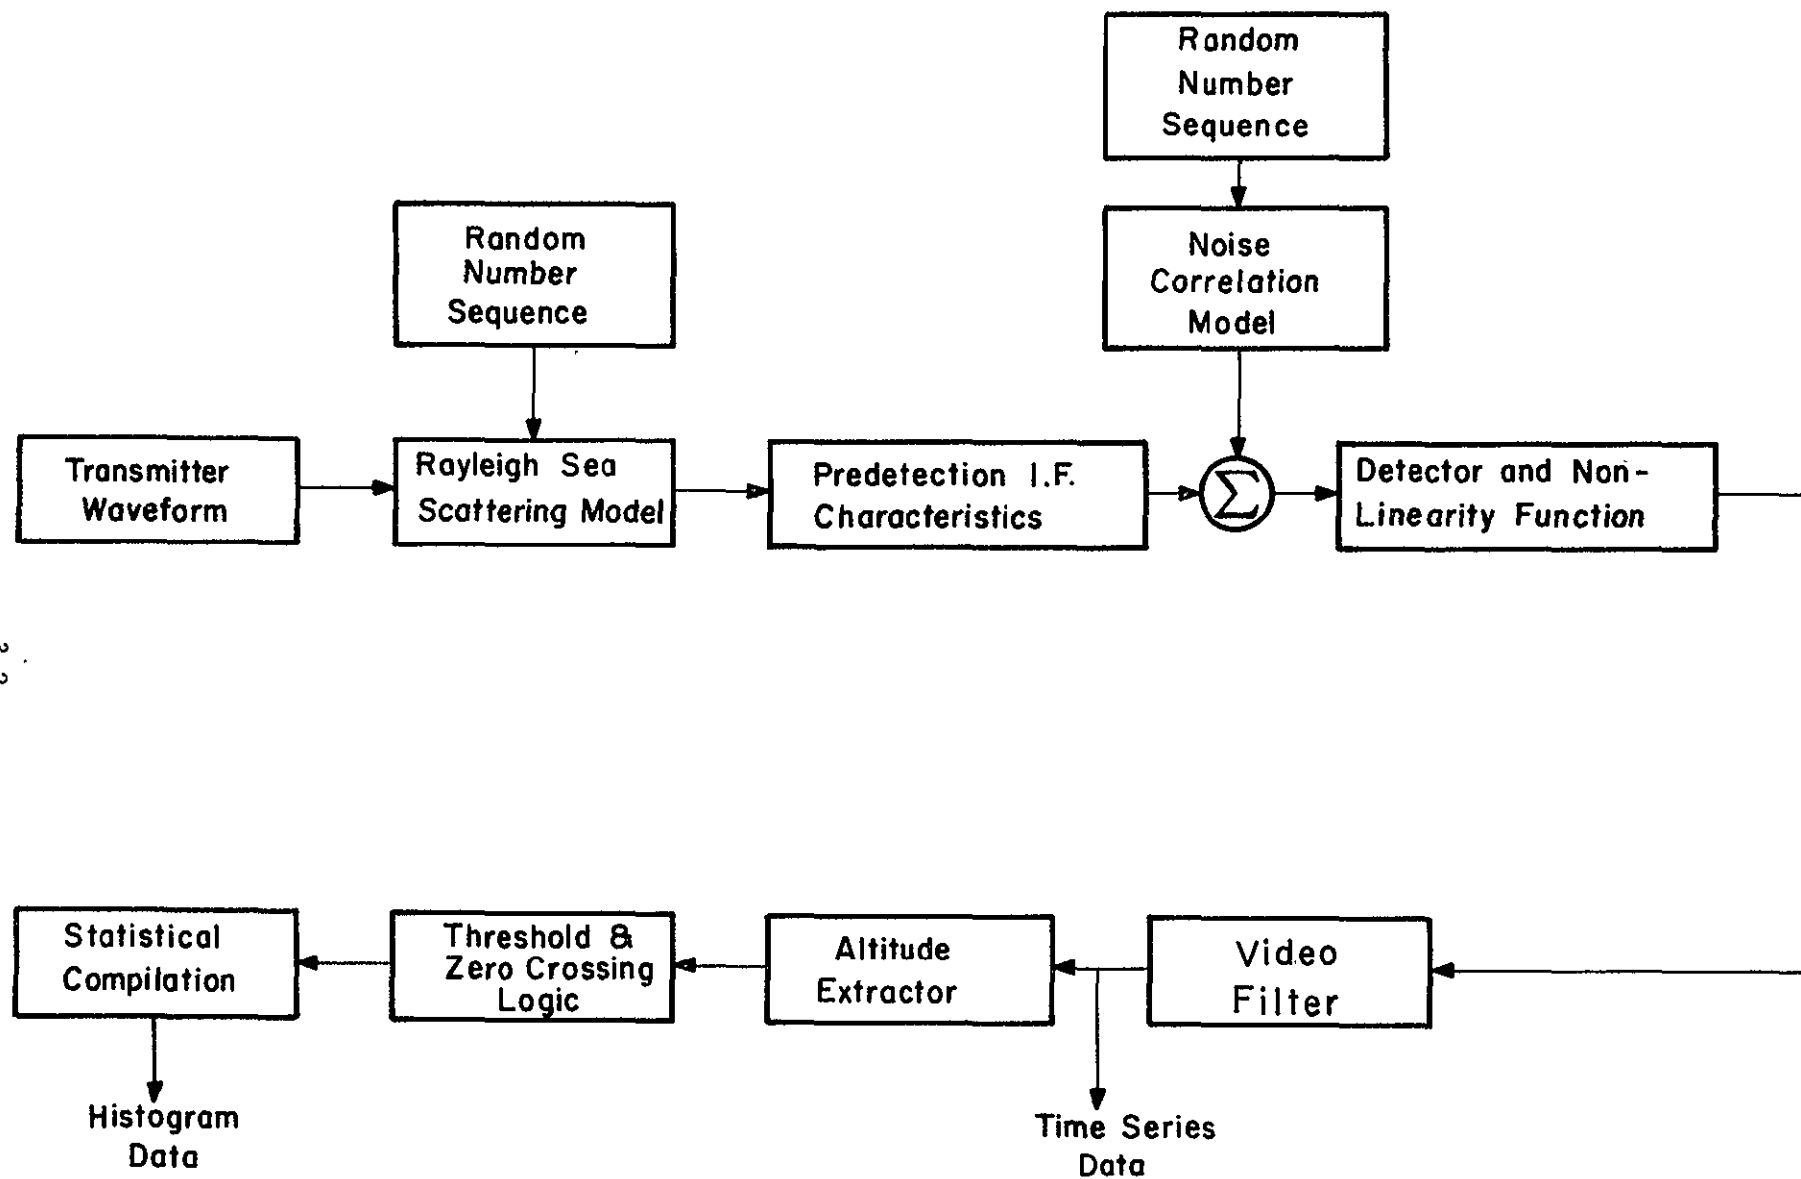 Random
Number
Sequence
Random
Number
Sequence
Noise
Correlation
Model
Transmitter
Waveform
Rayleigh Sea
Scattering Model
Predetection I.F.
Characteristics
Σ
Detector and Non-
Linearity Function
Statistical
Compilation
Threshold &
Zero Crossing
Logic
Altitude
Extractor
Video
Filter
Histogram
Data
Time Series
Data